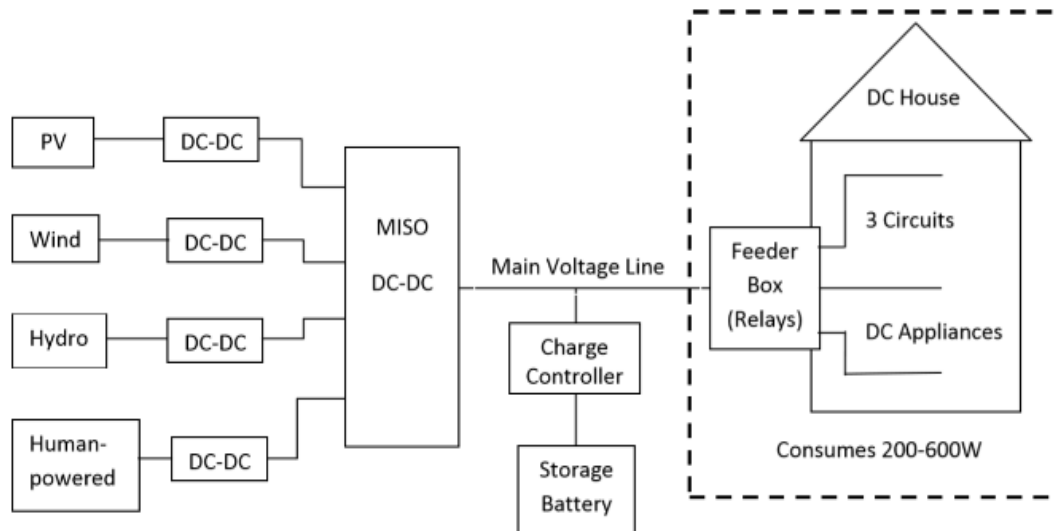 PV
DC-DC
Wind
DC-DC
Hydro
DC-DC
Human-
powered
DC-DC
MISO
DC-DC
Main Voltage Line
Charge
Controller
Storage
Battery
Feeder
Box
(Relays)
DC House
3 Circuits
DC Appliances
Consumes 200-600W